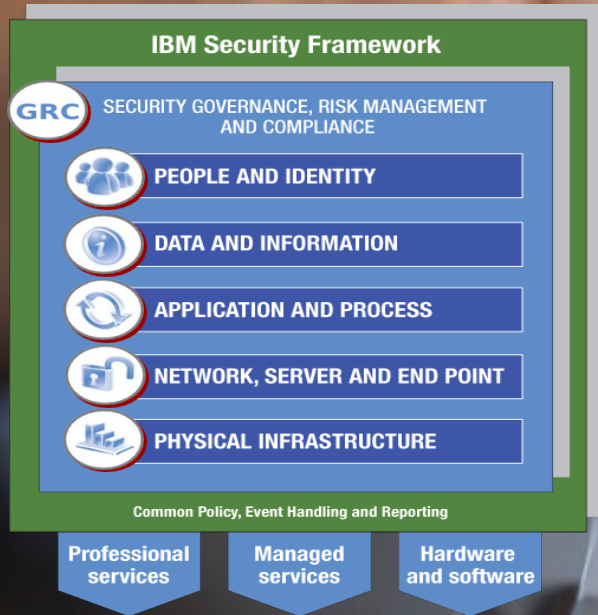 IBM Security Framework
GRC
SECURITY GOVERNANCE, RISK MANAGEMENT
AND COMPLIANCE
PEOPLE AND IDENTITY
DATA AND INFORMATION
APPLICATION AND PROCESS
NETWORK, SERVER AND END POINT
PHYSICAL INFRASTRUCTURE
Common Policy, Event Handling and Reporting
Professional
services
Managed
services
Hardware
and software